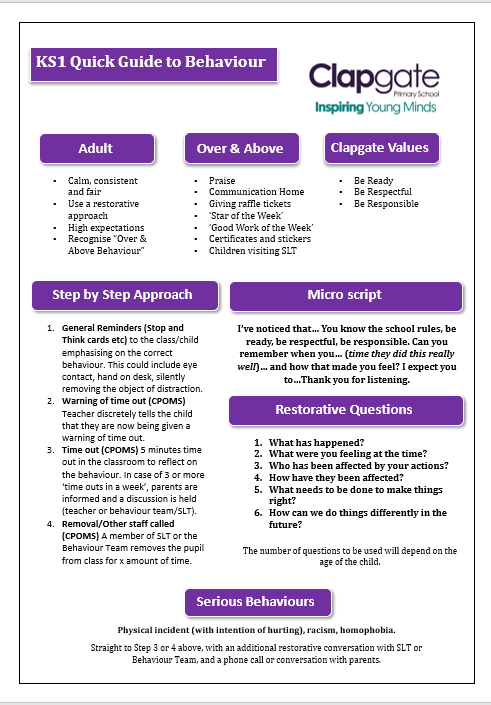 KS1 Quick Guide to Behaviour
Clapgate
Primary School
Inspiring Young Minds
Adult
• Calm, consistent
and fair
• Use a restorative
approach
• High expectations
• Recognise "Over &
Above Behaviour"
Over & Above
• Praise
• Communication Home
• Giving raffle tickets
• 'Star of the Week'
• 'Good Work of the Week'
• Certificates and stickers
• Children visiting SLT
Clapgate Values
• Be Ready
• Be Respectful
• Be Responsible
Step by Step Approach
1. General Reminders (Stop and
Think cards etc) to the class/child
emphasising on the correct
behaviour. This could include eye
contact, hand on desk, silently
removing the object of distraction.
2. Warning of time out (CPOMS)
Teacher discretely tells the child
that they are now being given a
warning of time out.
3. Time out (CPOMS) 5 minutes time
out in the classroom to reflect on
the behaviour. In case of 3 or more
'time outs in a week', parents are
informed and a discussion is held
(teacher or behaviour team/SLT).
4. Removal/Other staff called
(CPOMS) A member of SLT or the
Behaviour Team removes the pupil
from class for x amount of time.
Micro script
I've noticed that... You know the school rules, be
ready, be respectful, be responsible. Can you
remember when you... (time they did this really
well)... and how that made you feel? I expect you
to...Thank you for listening.
Restorative Questions
1. What has happened?
2. What were you feeling at the time?
3. Who has been affected by your actions?
4. How have they been affected?
5. What needs to be done to make things
right?
6. How can we do things differently in the
future?
The number of questions to be used will depend on the
age of the child.
Serious Behaviours
Physical incident (with intention of hurting), racism, homophobia.
Straight to Step 3 or 4 above, with an additional restorative conversation with SLT or
Behaviour Team, and a phone call or conversation with parents.